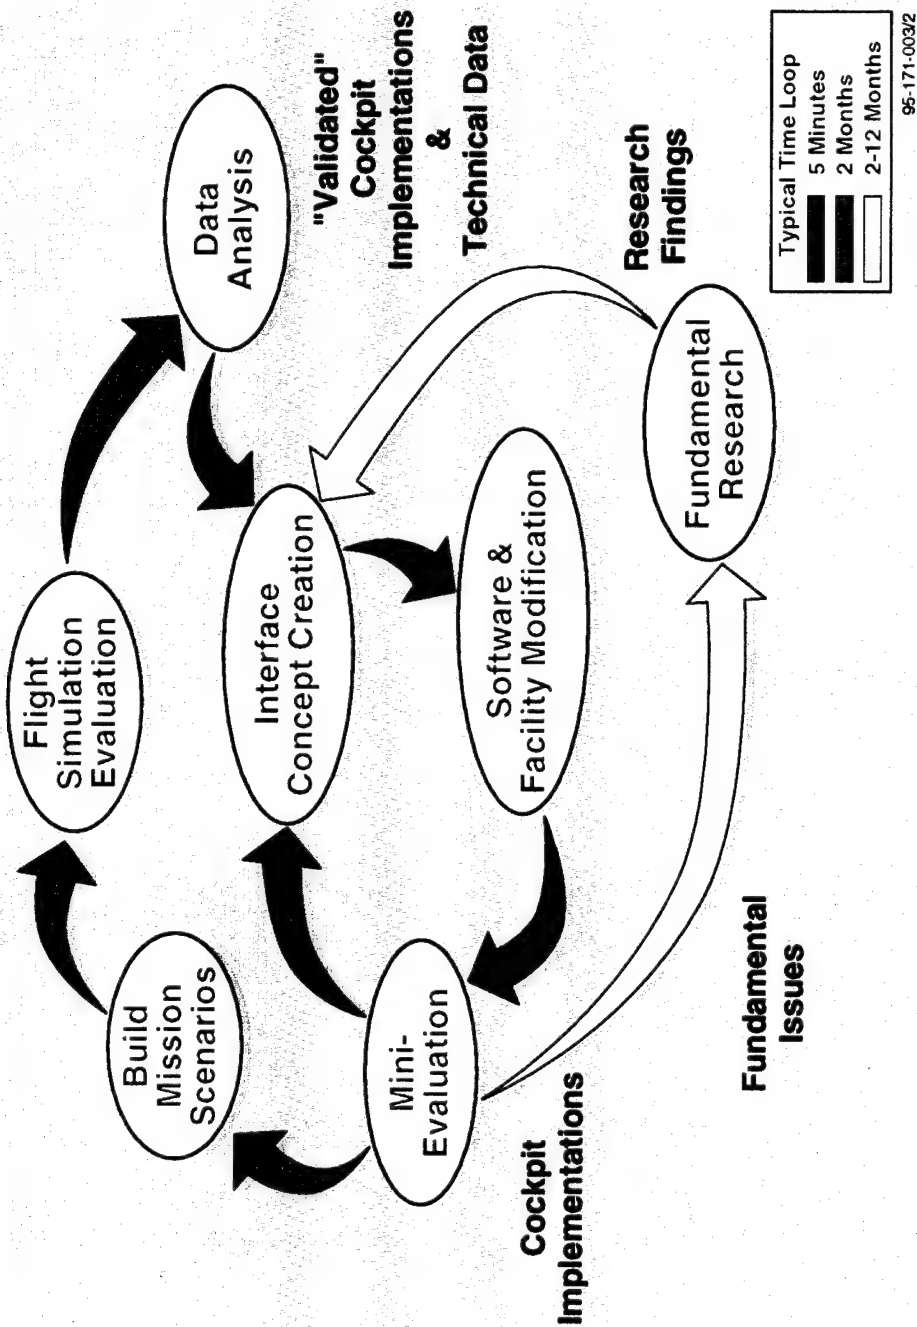 Flight
Simulation
Evaluation
Build
Mission
Scenarios
Data
Analysis
Interface
Concept Creation
Mini-
Evaluation
Software &
Facility Modification
Fundamental
Research
Cockpit
Implementations
"Validated"
Cockpit
Implementations
&
Technical Data
Research
Findings
Fundamental
Issues
Typical Time Loop
5 Minutes
2 Months
2-12 Months
95-171-003/2